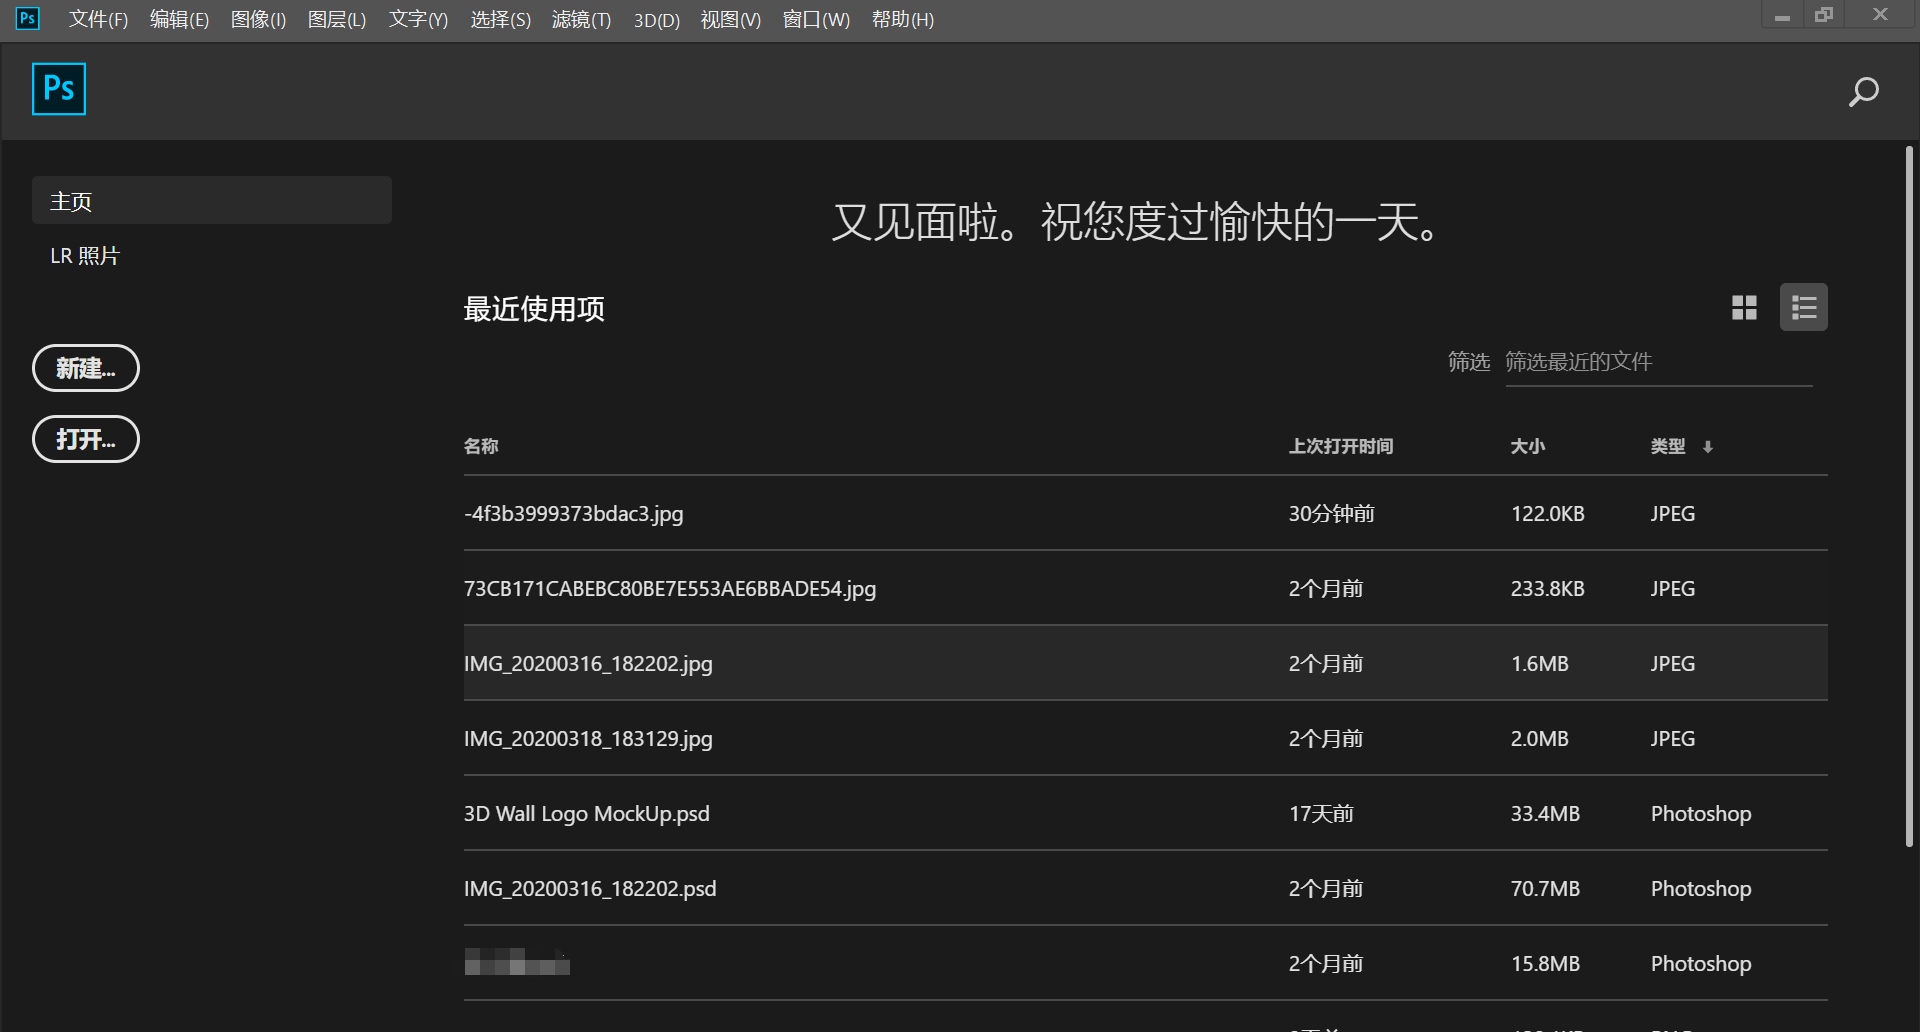 Ps 文件(F) 编辑(E) 图像(I) 图层(L) 文字(Y) 选择(S) 滤镜(T) 3D(D) 视图(V) 窗口(W) 帮助(H)
Ps
主页
LR 照片
新建...
打开...
又见面啦。祝您度过愉快的一天。
最近使用项
筛选 筛选最近的文件
名称 上次打开时间 大小 类型
-4f3b3999373bdac3.jpg 30分钟前 122.0KB JPEG
73CB171CABEBC80BE7E553AE6BBADE54.jpg 2个月前 233.8KB JPEG
IMG_20200316_182202.jpg 2个月前 1.6MB JPEG
IMG_20200318_183129.jpg 2个月前 2.0MB JPEG
3D Wall Logo MockUp.psd 17天前 33.4MB Photoshop
IMG_20200316_182202.psd 2个月前 70.7MB Photoshop
2个月前 15.8MB Photoshop